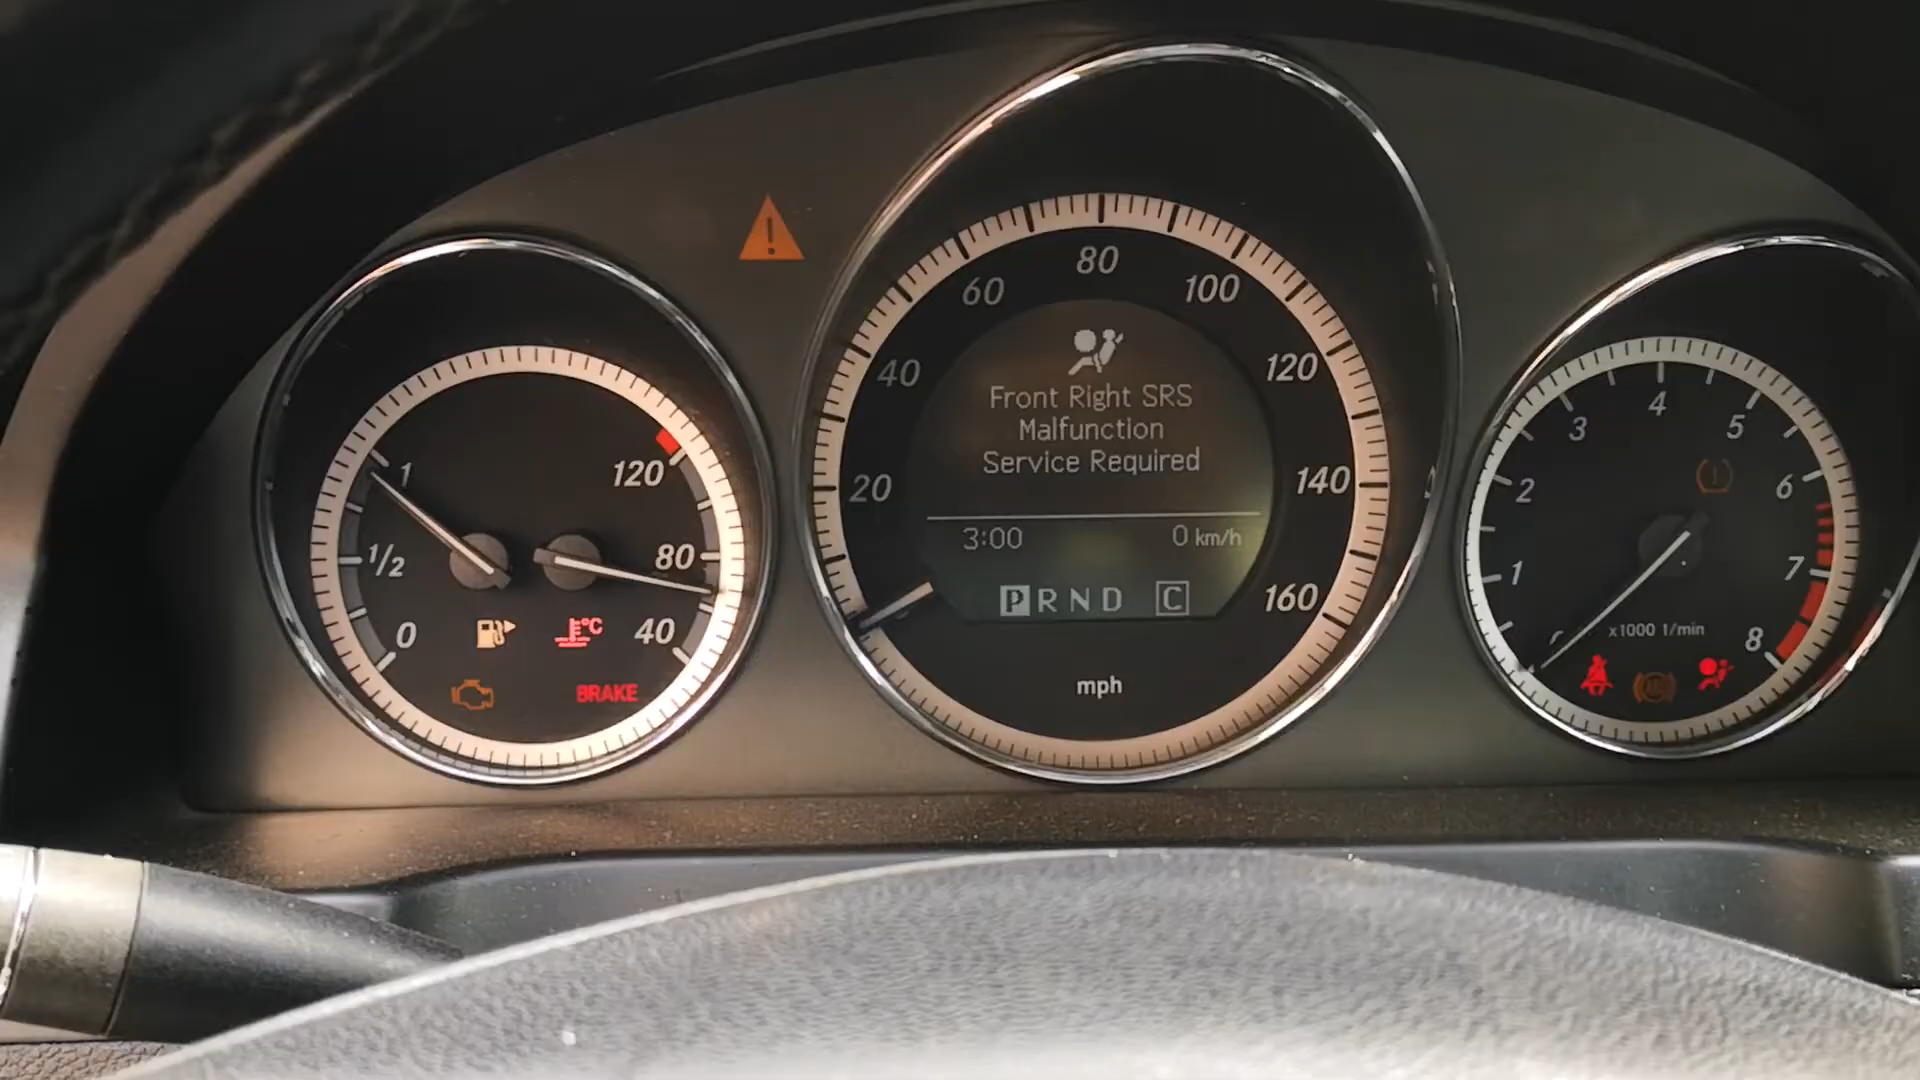 1
120
1/2
80
0
°C
40
BRAKE
20
40
60
80
100
120
140
160
Front Right SRS
Malfunction
Service Required
3:00 0 km/h
P R N D C
mph
1
2
3
4
5
6
7
8
x1000 1/min